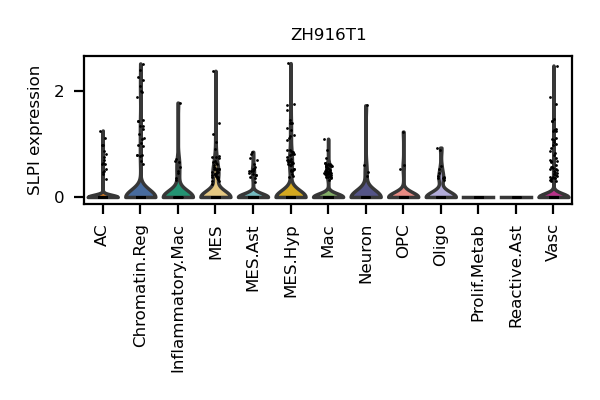 ZH916T1
SLPI expression
2
0
AC
Chromatin.Reg
Inflammatory.Mac
MES
MES.Ast
MES.Hyp
Mac
Neuron
OPC
Oligo
Prolif.Metab
Reactive.Ast
Vasc